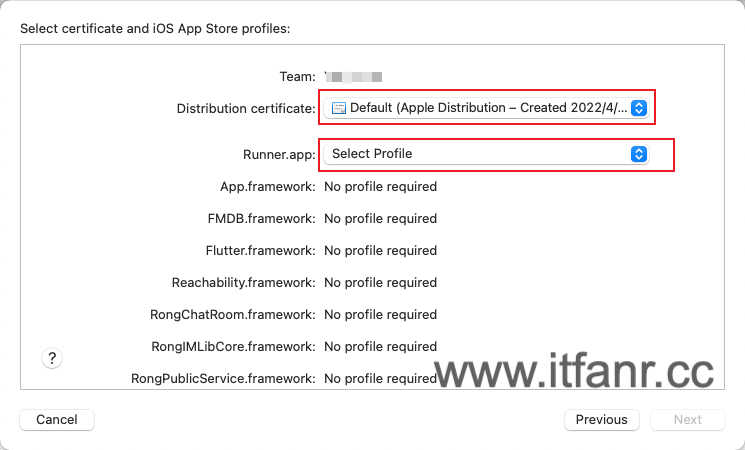 Select certificate and iOS App Store profiles:
Team:
Distribution certificate: Default (Apple Distribution – Created 2022/4/...
Runner.app: Select Profile
App.framework: No profile required
FMDB.framework: No profile required
Flutter.framework: No profile required
Reachability.framework: No profile required
RongChatRoom.framework: No profile required
RongIMLibCore.framework: No profile required
RongPublicService.framework: No profile required
?
www.itfanr.cc
Cancel Previous Next